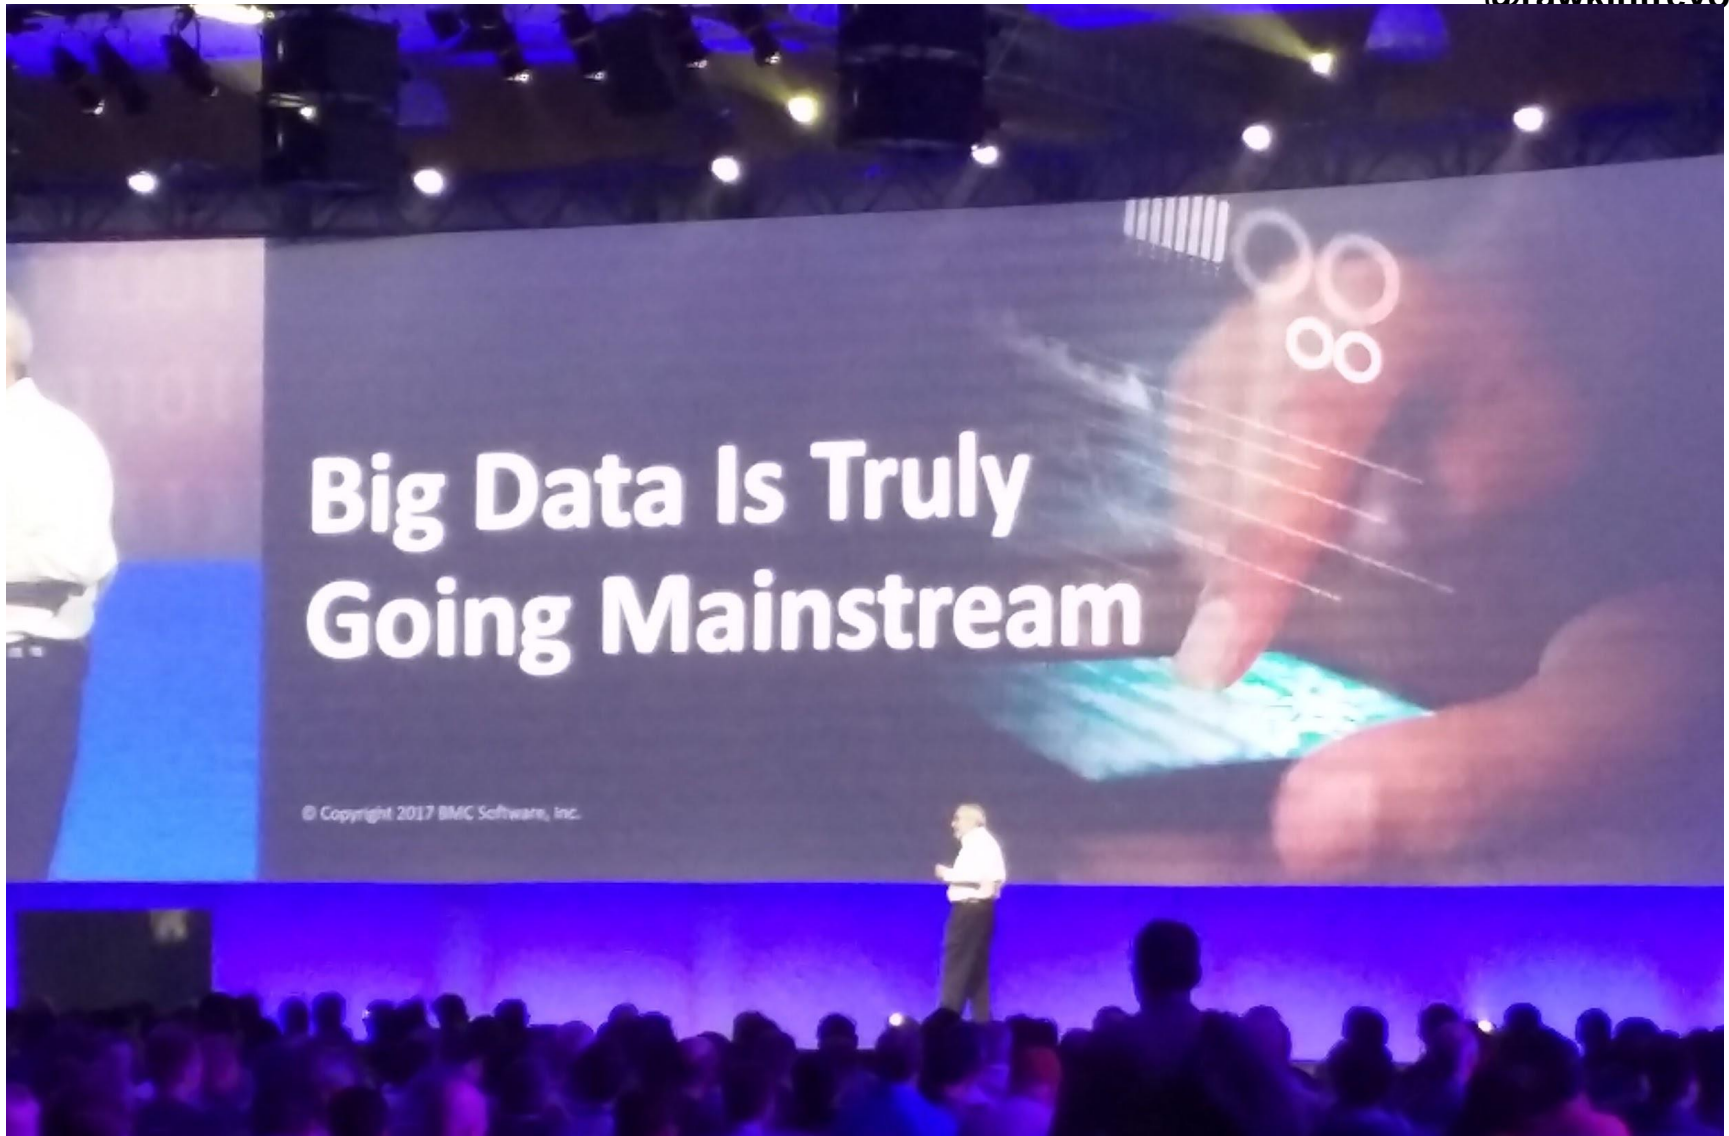 Big Data Is Truly
Going Mainstream
© Copyright 2017 BMC Software, Inc.